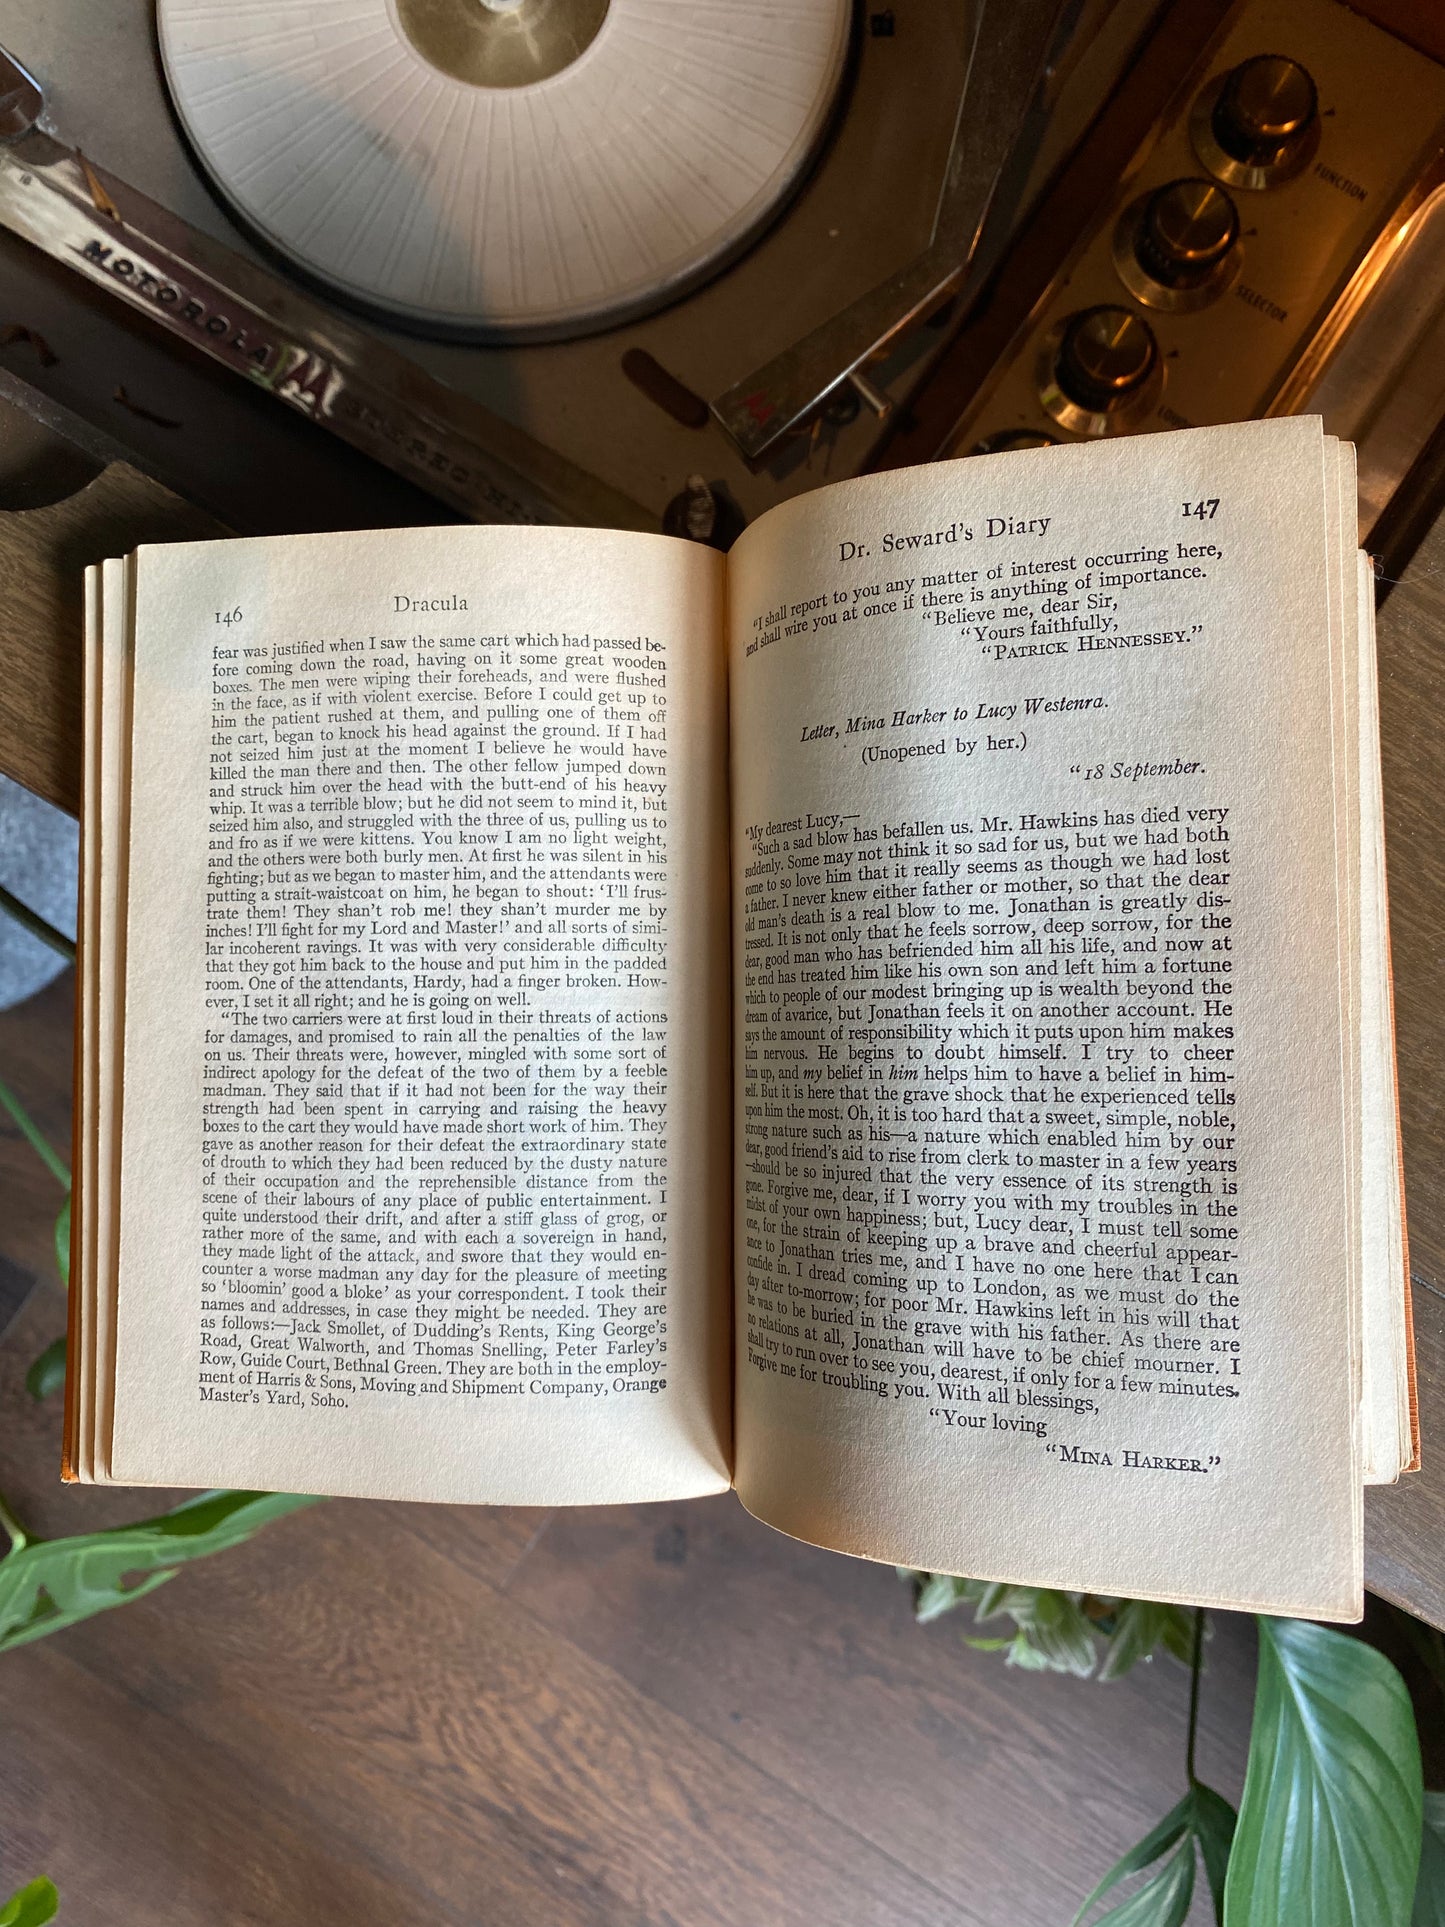 MOTOROLA
FUNCTION
SELECTOR
146
Dracula
fear was justified when I saw the same cart which had passed be-
fore coming down the road, having on it some great wooden
boxes. The men were wiping their foreheads, and were flushed
in the face, as if with violent exercise. Before I could get up to
him the patient rushed at them, and pulling one of them off
the cart, began to knock his head against the ground. If I had
not seized him just at the moment I believe he would have
killed the man there and then. The other fellow jumped down
and struck him over the head with the butt-end of his heavy
whip. It was a terrible blow; but he did not seem to mind it, but
seized him also, and struggled with the three of us, pulling us to
and fro as if we were kittens. You know I am no light weight,
and the others were both burly men. At first he was silent in his
fighting; but as we began to master him, and the attendants were
putting a strait-waistcoat on him, he began to shout: 'I'll frus-
trate them! They shan't rob me! they shan't murder me by
inches! I'll fight for my Lord and Master!' and all sorts of simi-
lar incoherent ravings. It was with very considerable difficulty
that they got him back to the house and put him in the padded
room. One of the attendants, Hardy, had a finger broken. How-
ever, I set it all right; and he is going on well.
"The two carriers were at first loud in their threats of actions
for damages, and promised to rain all the penalties of the law
on us. Their threats were, however, mingled with some sort of
indirect apology for the defeat of the two of them by a feeble
madman. They said that if it had not been for the way their
strength had been spent in carrying and raising the heavy
boxes to the cart they would have made short work of him. They
gave as another reason for their defeat the extraordinary state
of drouth to which they had been reduced by the dusty nature
of their occupation and the reprehensible distance from the
scene of their labours of any place of public entertainment. I
quite understood their drift, and after a stiff glass of grog, or
rather more of the same, and with each a sovereign in hand,
they made light of the attack, and swore that they would en-
counter a worse madman any day for the pleasure of meeting
so 'bloomin' good a bloke' as your correspondent. I took their
names and addresses, in case they might be needed. They are
as follows:—Jack Smollet, of Dudding's Rents, King George's
Road, Great Walworth, and Thomas Snelling, Peter Farley's
Row, Guide Court, Bethnal Green. They are both in the employ-
ment of Harris & Sons, Moving and Shipment Company, Orange
Master's Yard, Soho.
Dr. Seward's Diary
147
"I shall report to you any matter of interest occurring here,
and shall wire you at once if there is anything of importance.
"Believe me, dear Sir,
"Yours faithfully,
"PATRICK HENNESSEY."
Letter, Mina Harker to Lucy Westenra.
(Unopened by her.)
"18 September.
"My dearest Lucy,—
"Such a sad blow has befallen us. Mr. Hawkins has died very
suddenly. Some may not think it so sad for us, but we had both
come to so love him that it really seems as though we had lost
a father. I never knew either father or mother, so that the dear
old man's death is a real blow to me. Jonathan is greatly dis-
tressed. It is not only that he feels sorrow, deep sorrow, for the
dear, good man who has befriended him all his life, and now at
the end has treated him like his own son and left him a fortune
which to people of our modest bringing up is wealth beyond the
dream of avarice, but Jonathan feels it on another account. He
says the amount of responsibility which it puts upon him makes
him nervous. He begins to doubt himself. I try to cheer
him up, and my belief in him helps him to have a belief in him-
self. But it is here that the grave shock that he experienced tells
upon him the most. Oh, it is too hard that a sweet, simple, noble,
strong nature such as his—a nature which enabled him by our
dear, good friend's aid to rise from clerk to master in a few years
—should be so injured that the very essence of its strength is
gone. Forgive me, dear, if I worry you with my troubles in the
midst of your own happiness; but, Lucy dear, I must tell some
one, for the strain of keeping up a brave and cheerful appear-
ance to Jonathan tries me, and I have no one here that I can
confide in. I dread coming up to London, as we must do the
day after to-morrow; for poor Mr. Hawkins left in his will that
he was to be buried in the grave with his father. As there are
no relations at all, Jonathan will have to be chief mourner. I
shall try to run over to see you, dearest, if only for a few minutes.
Forgive me for troubling you. With all blessings,
"Your loving
"MINA HARKER."